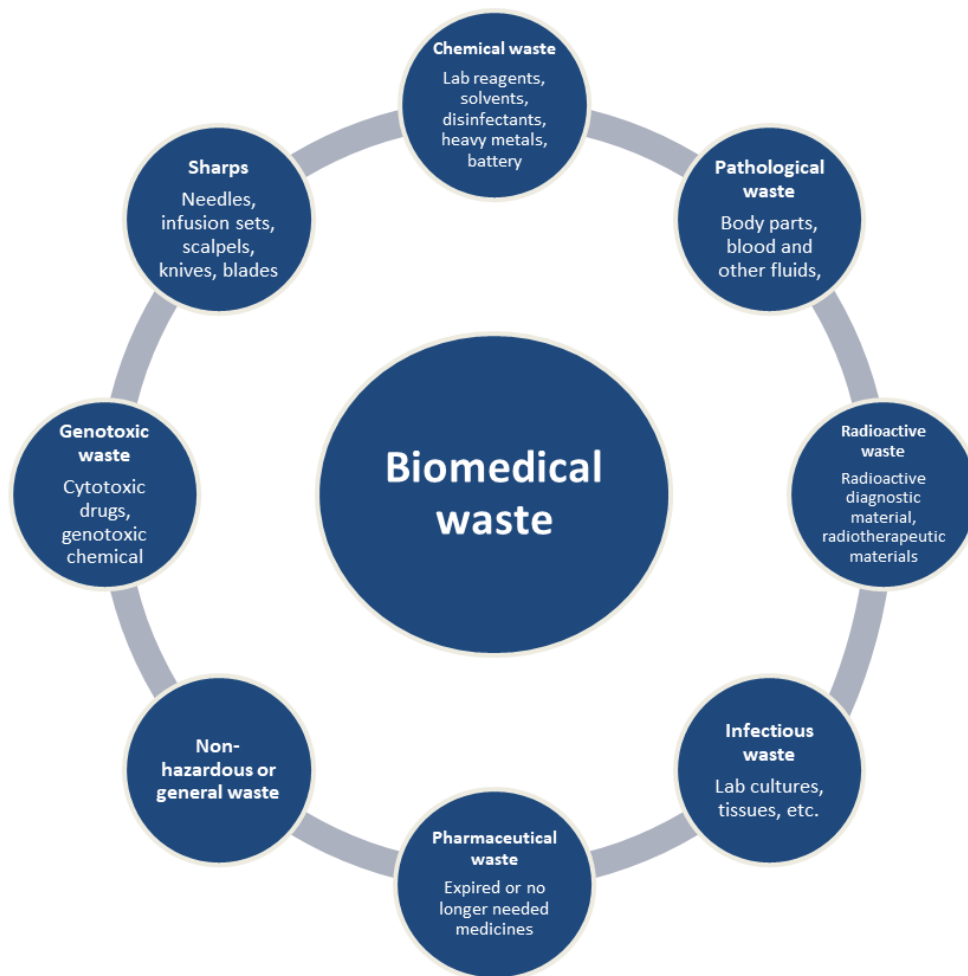 Chemical waste
Lab reagents,
solvents,
disinfectants,
heavy metals,
battery
Pathological
waste
Body parts,
blood and
other fluids,
Radioactive
waste
Radioactive
diagnostic
material,
radiotherapeutic
materials
Infectious
waste
Lab cultures,
tissues, etc.
Pharmaceutical
waste
Expired or no
longer needed
medicines
Non-
hazardous or
general waste
Genotoxic
waste
Cytotoxic
drugs,
genotoxic
chemical
Sharps
Needles,
infusion sets,
scalpels,
knives, blades
Biomedical
waste